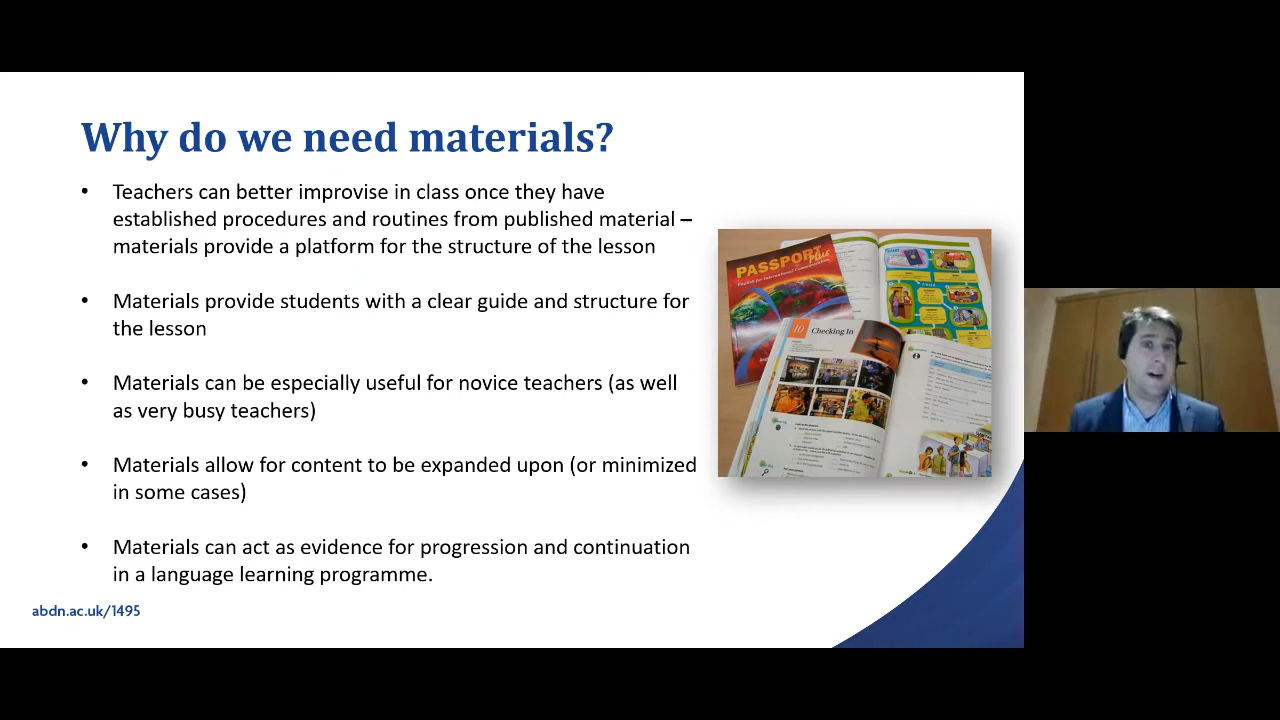 Why do we need materials?
• Teachers can better improvise in class once they have
established procedures and routines from published material –
materials provide a platform for the structure of the lesson
• Materials provide students with a clear guide and structure for
the lesson
• Materials can be especially useful for novice teachers (as well
as very busy teachers)
• Materials allow for content to be expanded upon (or minimized
in some cases)
• Materials can act as evidence for progression and continuation
in a language learning programme.
abdn.ac.uk/1495
PASSPORT Plus
English for International Communication
10 Checking In